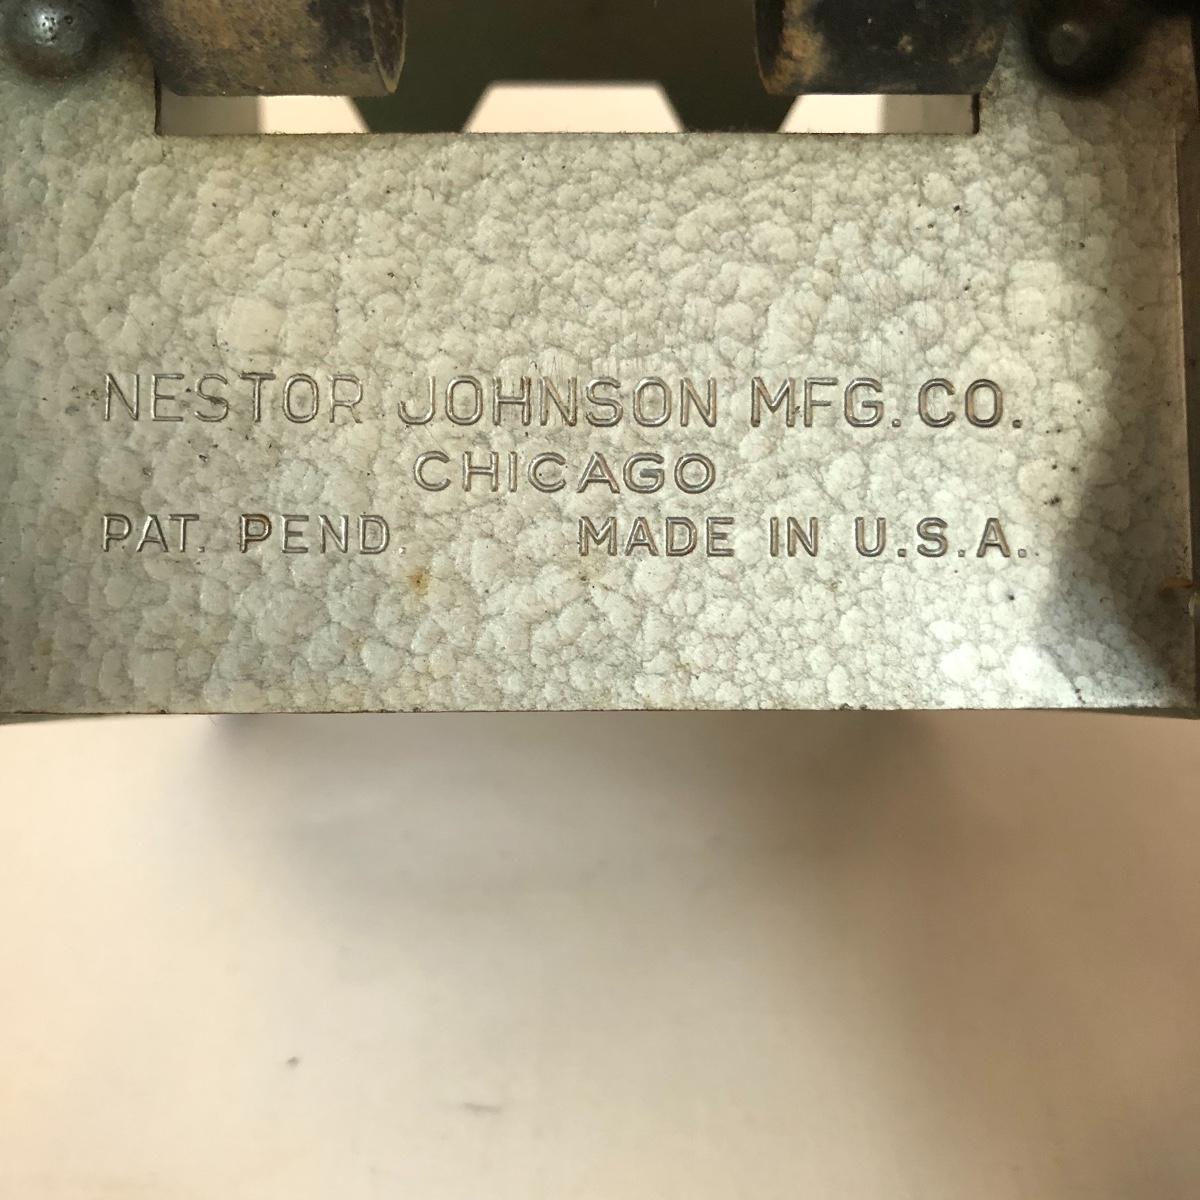 NESTOR JOHNSON MFG. CO.
CHICAGO
PAT. PEND. MADE IN U.S.A.